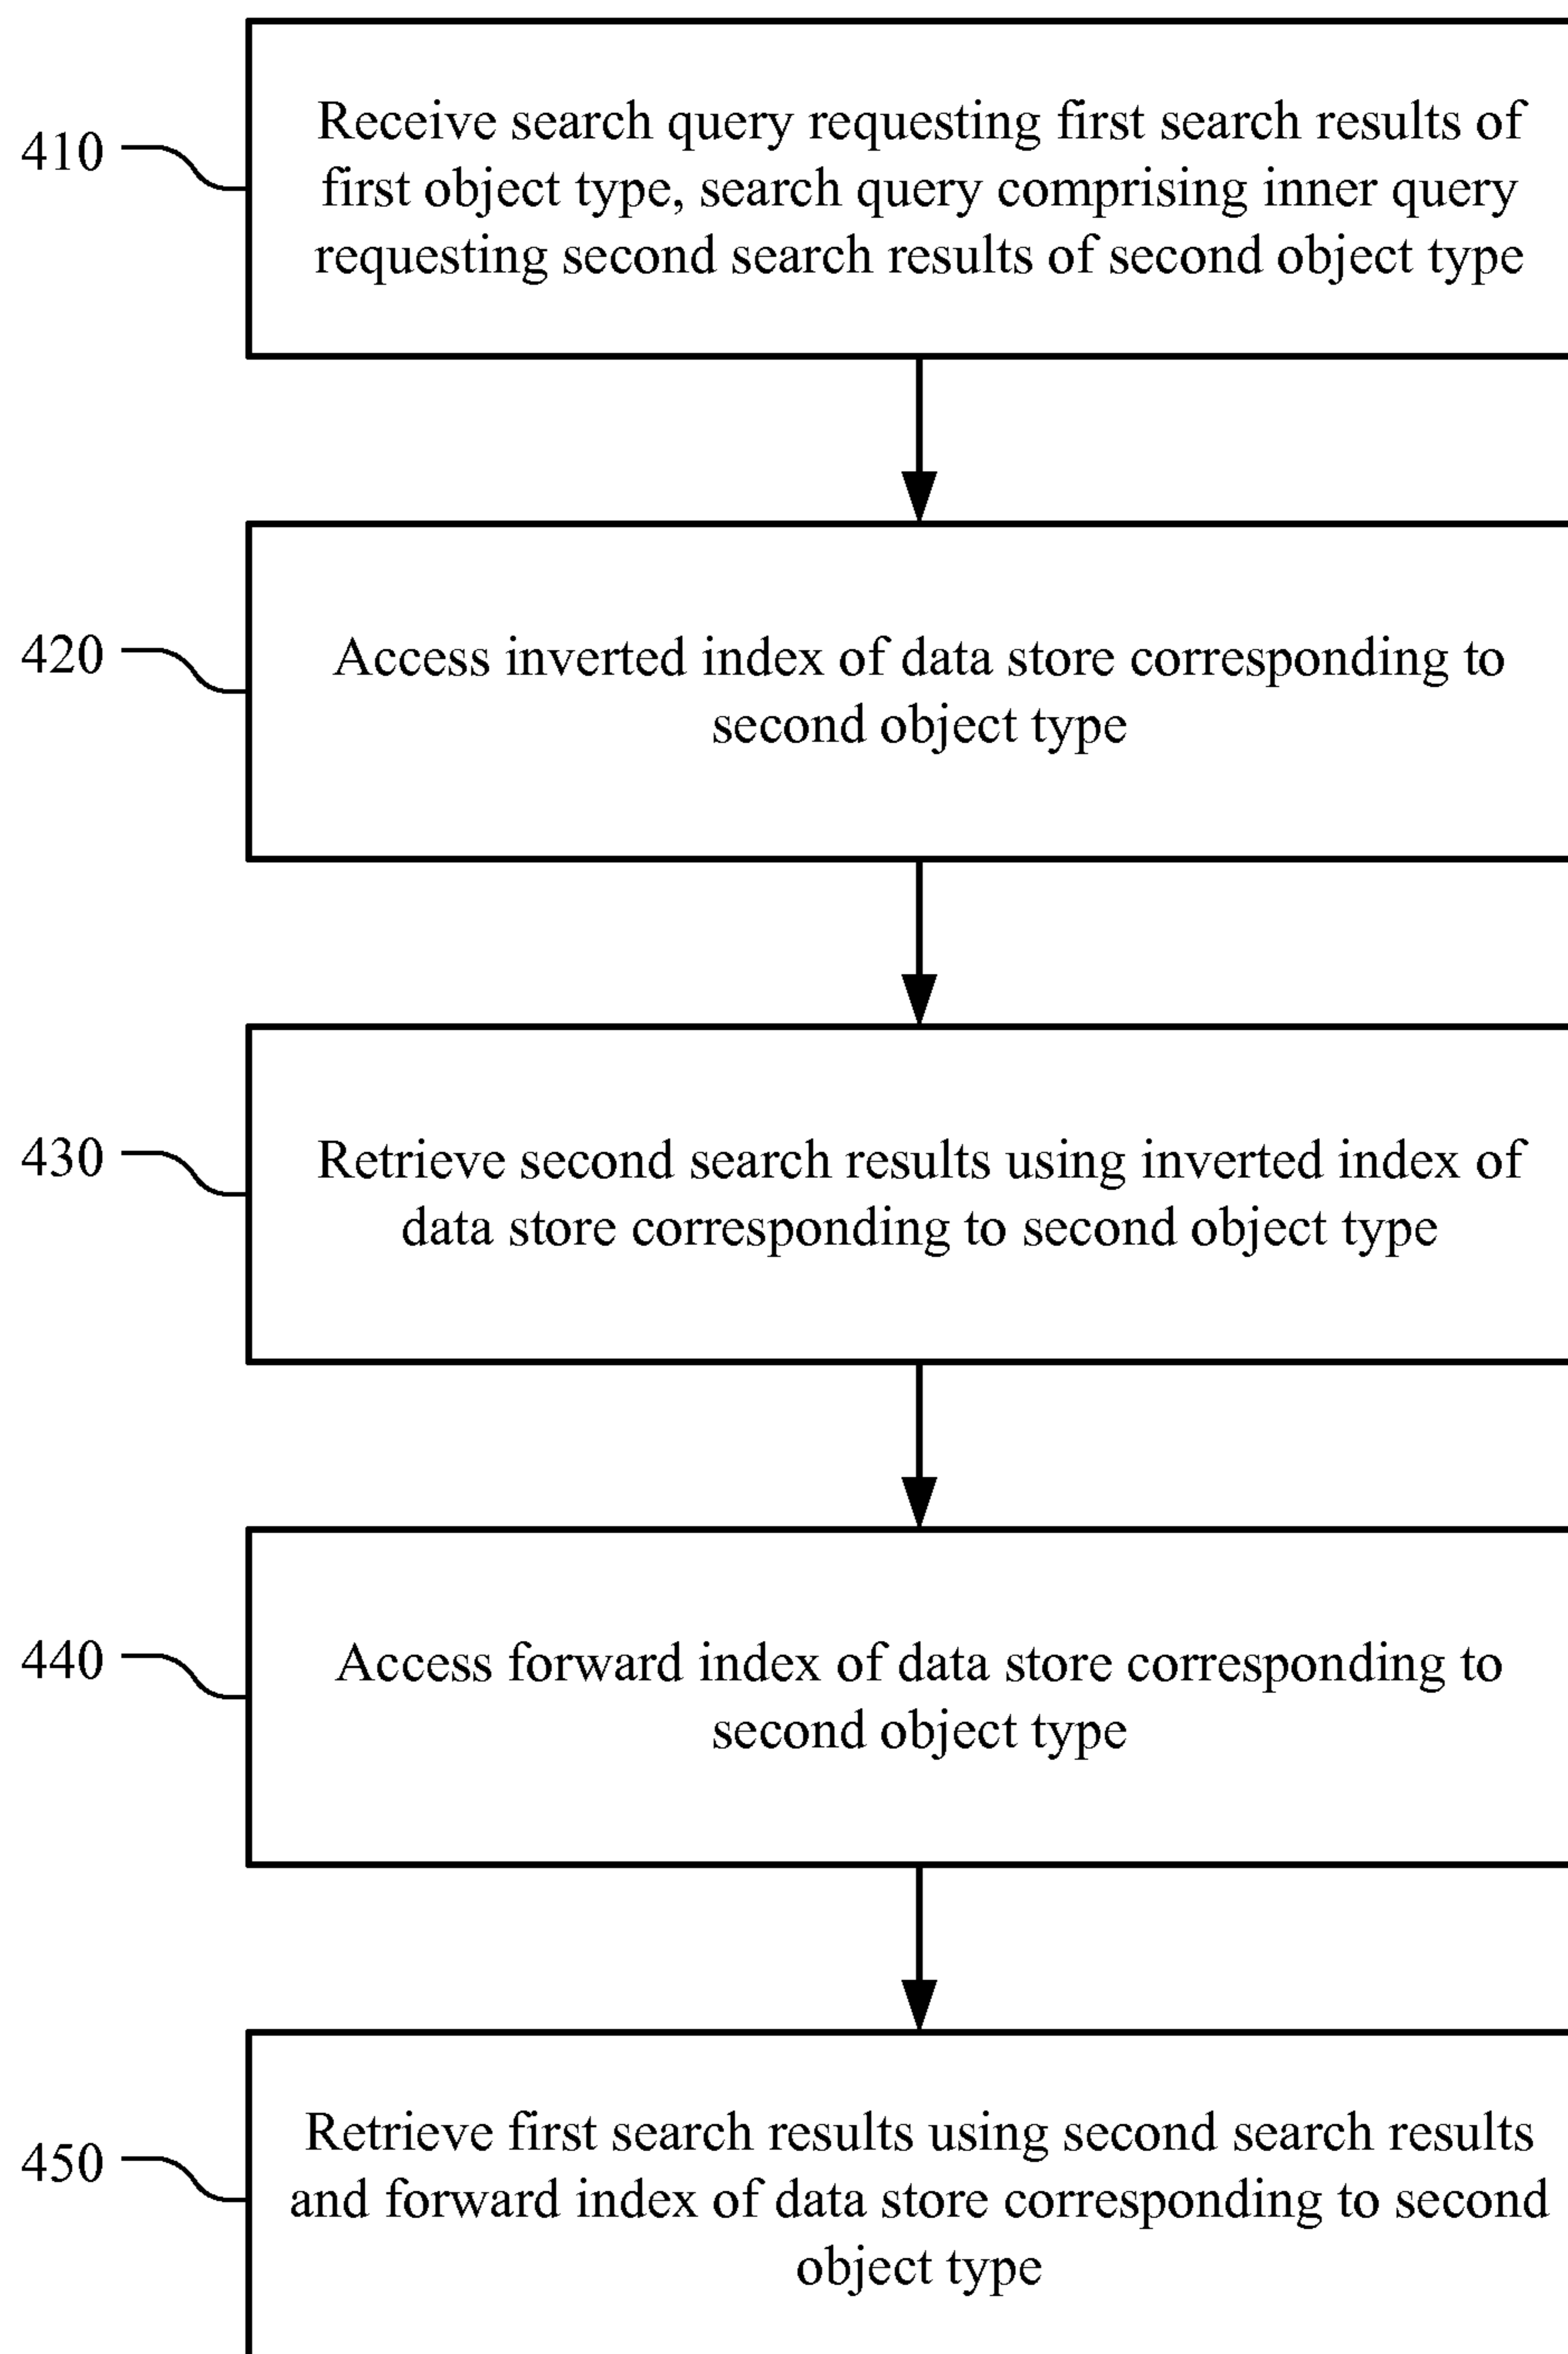 410
Receive search query requesting first search results of
first object type, search query comprising inner query
requesting second search results of second object type
420
Access inverted index of data store corresponding to
second object type
430
Retrieve second search results using inverted index of
data store corresponding to second object type
440
Access forward index of data store corresponding to
second object type
450
Retrieve first search results using second search results
and forward index of data store corresponding to second
object type